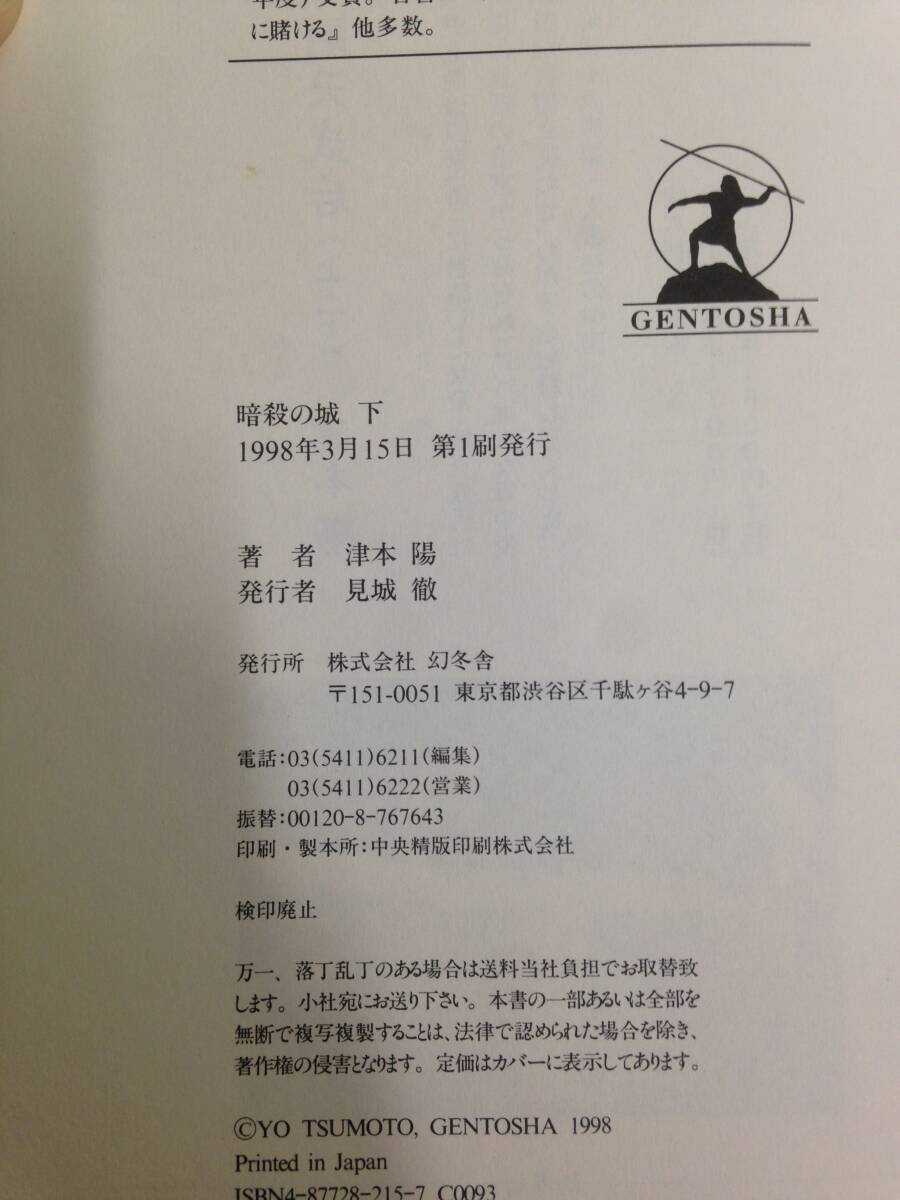 に賭ける』他多数。
GENTOSHA
暗殺の城 下
1998年3月15日 第1刷発行
著 者 津本 陽
発行者 見城 徹
発行所 株式会社 幻冬舎
〒151-0051 東京都渋谷区千駄ヶ谷4-9-7
電話:03(5411)6211(編集)
03(5411)6222(営業)
振替:00120-8-767643
印刷・製本所:中央精版印刷株式会社
検印廃止
万一、落丁乱丁のある場合は送料当社負担でお取替致
します。小社宛にお送り下さい。本書の一部あるいは全部を
無断で複写複製することは、法律で認められた場合を除き、
著作権の侵害となります。定価はカバーに表示してあります。
©YO TSUMOTO, GENTOSHA 1998
Printed in Japan
ISBN4-87728-215-7 C0093